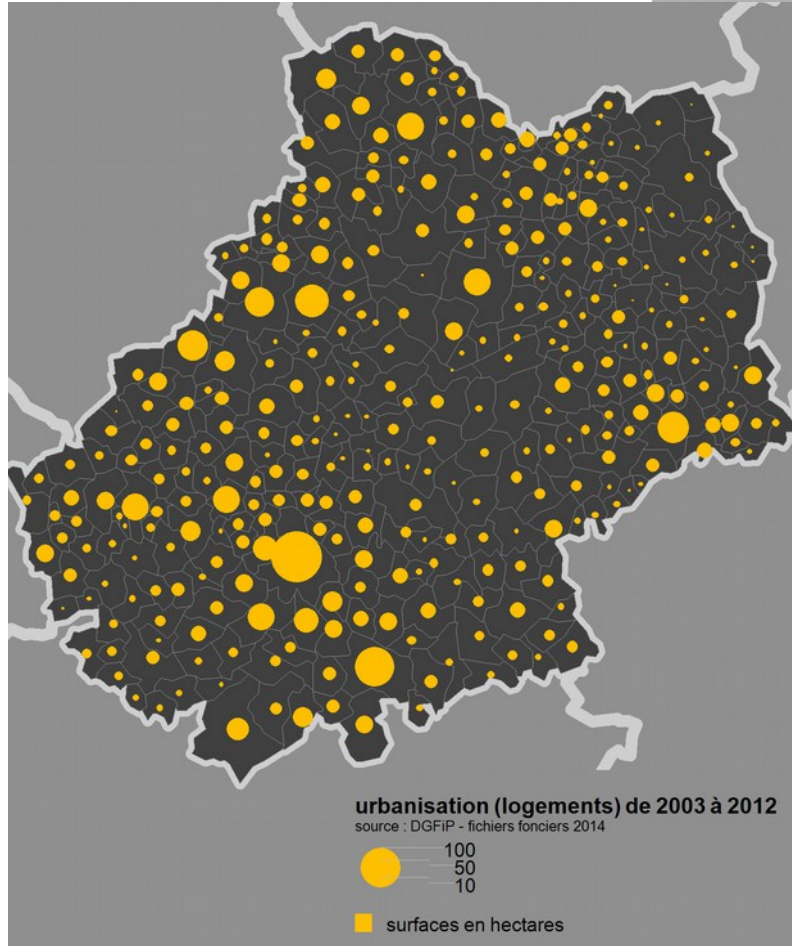 urbanisation (logements) de 2003 à 2012
source : DGFiP - fichiers fonciers 2014
100
50
10
surfaces en hectares